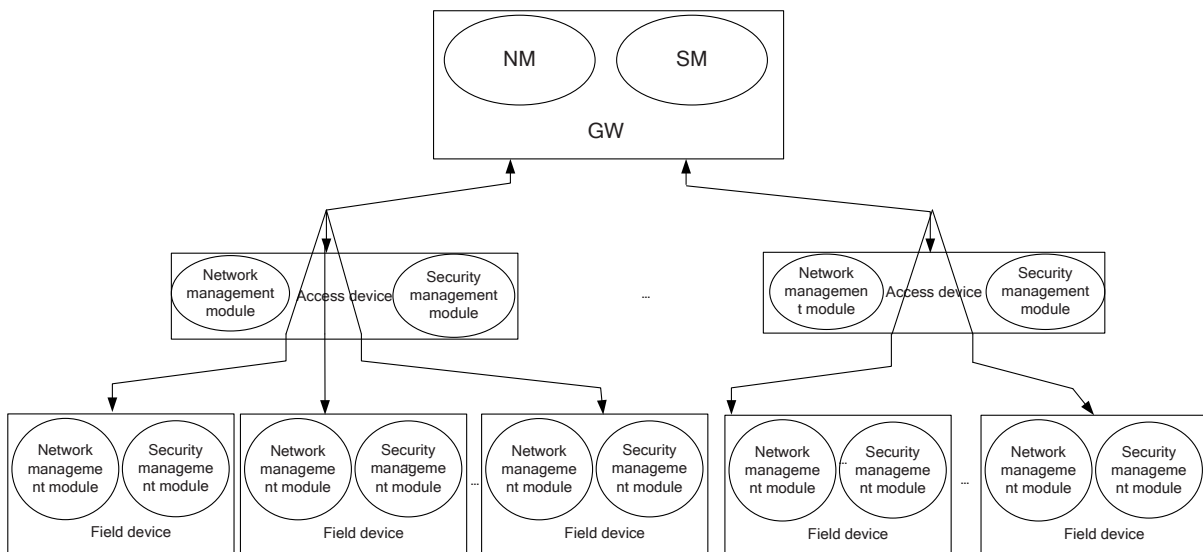 NM
SM
GW
Network
management
module
Access device
Security
management
module
...
Network
managemen
t module
Access device
Security
management
module
Network
manageme
nt module
Security
manageme
nt module
Field device
Network
manageme
nt module
Security
manageme
nt module
Field device
...
Network
manageme
nt module
Security
manageme
nt module
Field device
Network
manageme
nt module
...
Security
manageme
nt module
Field device
...
Network
manageme
nt module
Security
manageme
nt module
Field device